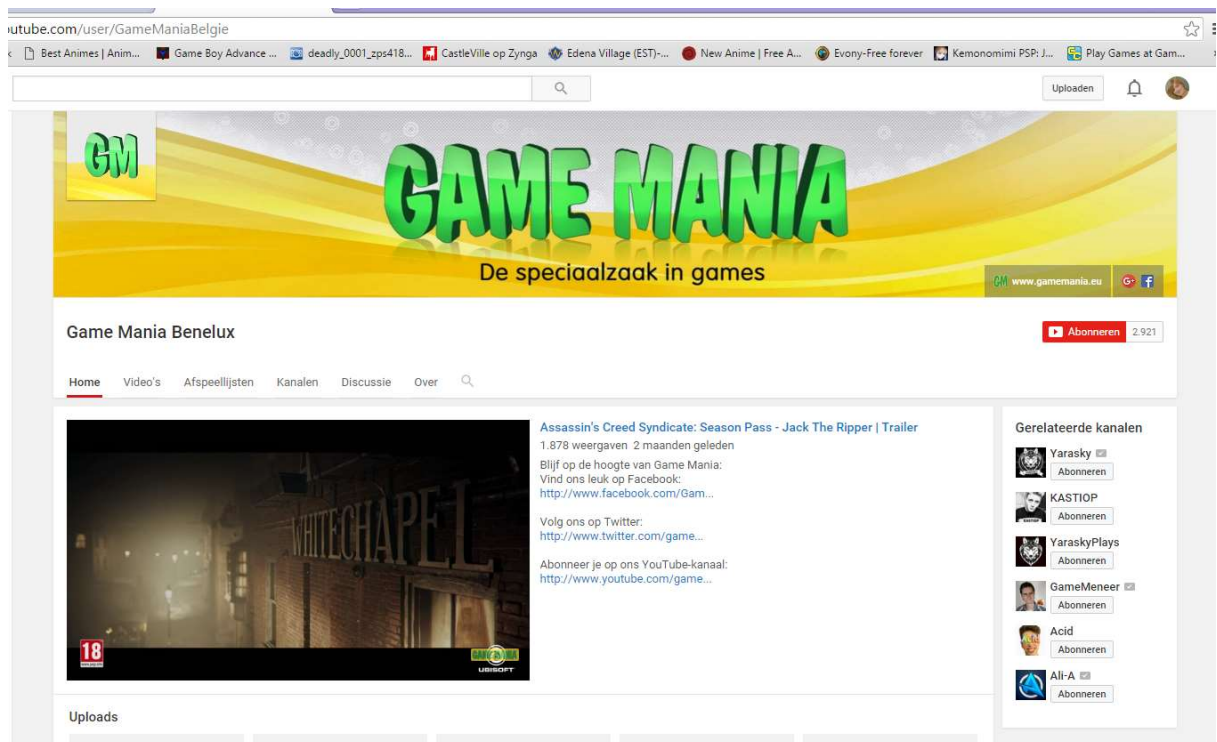 outube.com/user/GameManiaBelgie
Best Animes | Anim... Game Boy Advance ... deadly_0001_zps418... CastleVille op Zynga Edena Village (EST)-... New Anime | Free A... Evony-Free forever Kemonomimi PSP: J... Play Games at Gam...
Uploaden
GM
GAME MANIA
De speciaalzaak in games
GM www.gamemania.eu
Game Mania Benelux
Abonneren 2.921
Home Video's Afspeellijsten Kanalen Discussie Over
WHITECHAPEL
18
GAME MANIA
UBISOFT
Assassin's Creed Syndicate: Season Pass - Jack The Ripper | Trailer
1.878 weergaven 2 maanden geleden
Blijf op de hoogte van Game Mania:
Vind ons leuk op Facebook:
http://www.facebook.com/Gam...
Volg ons op Twitter:
http://www.twitter.com/game...
Abonneer je op ons YouTube-kanaal:
http://www.youtube.com/game...
Gerelateerde kanalen
Yarasky
Abonneren
KASTIOP
Abonneren
YaraskyPlays
Abonneren
GameMeneer
Abonneren
Acid
Abonneren
Ali-A
Abonneren
Uploads